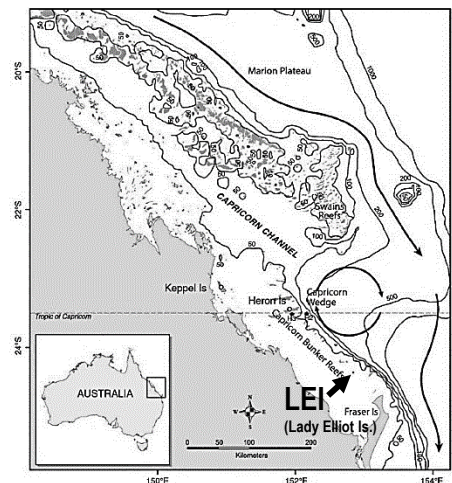 20°S
22°S
24°S
Marion Plateau
Swains
Reefs
CAPRICORN CHANNEL
Keppel Is
Heron Is
Capricorn
Wedge
Capricorn Bunker Reefs
Tropic of Capricorn
LEI
(Lady Elliot Is.)
Fraser Is
AUSTRALIA
N
W
E
S
0
50
100
200
Kilometers
1000
200
500
50
100
150°E
152°E
154°E